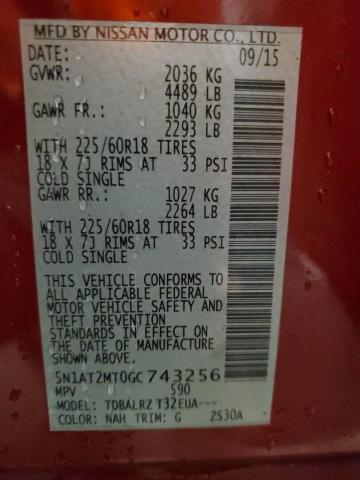 MFD BY NISSAN MOTOR CO., LTD.
DATE: 09/15
GVWR: 2036 KG
4489 LB
GAWR FR.: 1040 KG
2293 LB
WITH 225/60R18 TIRES
18 X 7J RIMS AT 33 PSI
COLD SINGLE
GAWR RR.: 1027 KG
2264 LB
WITH 225/60R18 TIRES
18 X 7J RIMS AT 33 PSI
COLD SINGLE
THIS VEHICLE CONFORMS TO
ALL APPLICABLE FEDERAL
MOTOR VEHICLE SAFETY AND
THEFT PREVENTION
STANDARDS IN EFFECT ON
THE DATE OF MANUFACTURE
SHOWN ABOVE.
5N1AT2MT0GC743256
MPV 590
MODEL: TDBALRZ T32EUA---
COLOR: NAH TRIM: G ZS30A